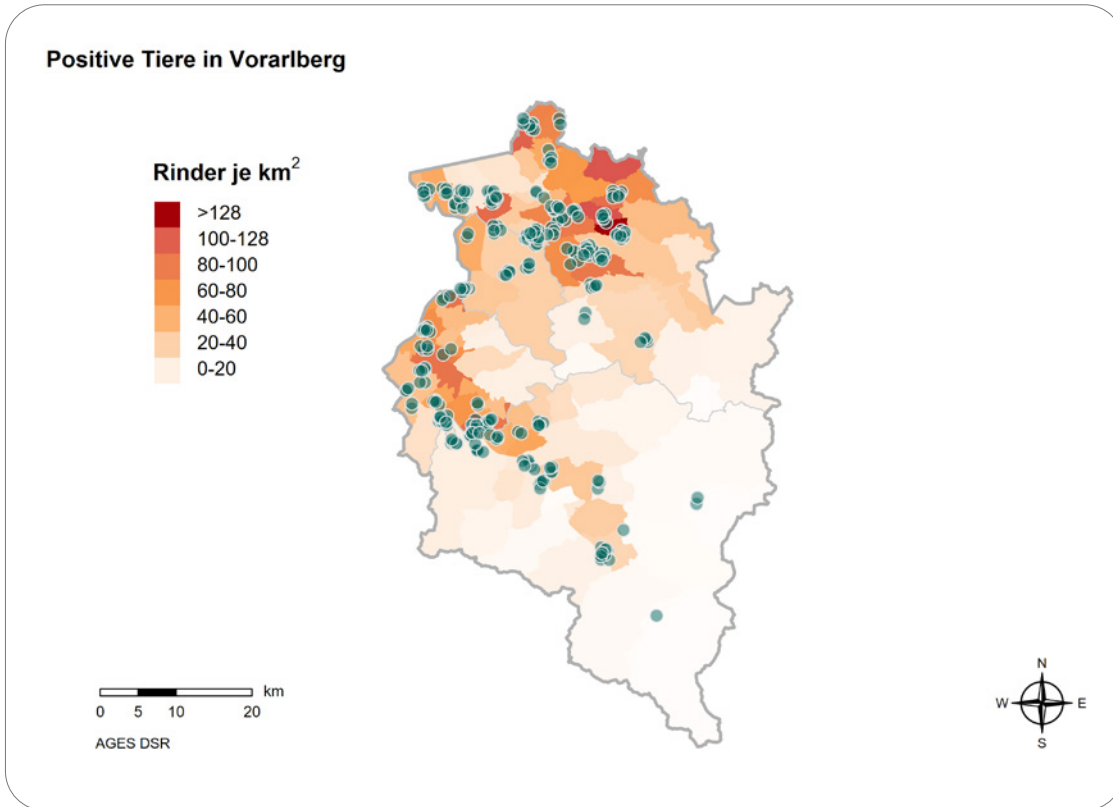 Positive Tiere in Vorarlberg
Rinder je km²
>128
100-128
80-100
60-80
40-60
20-40
0-20
km
0 5 10 20
AGES DSR
N
W E
S